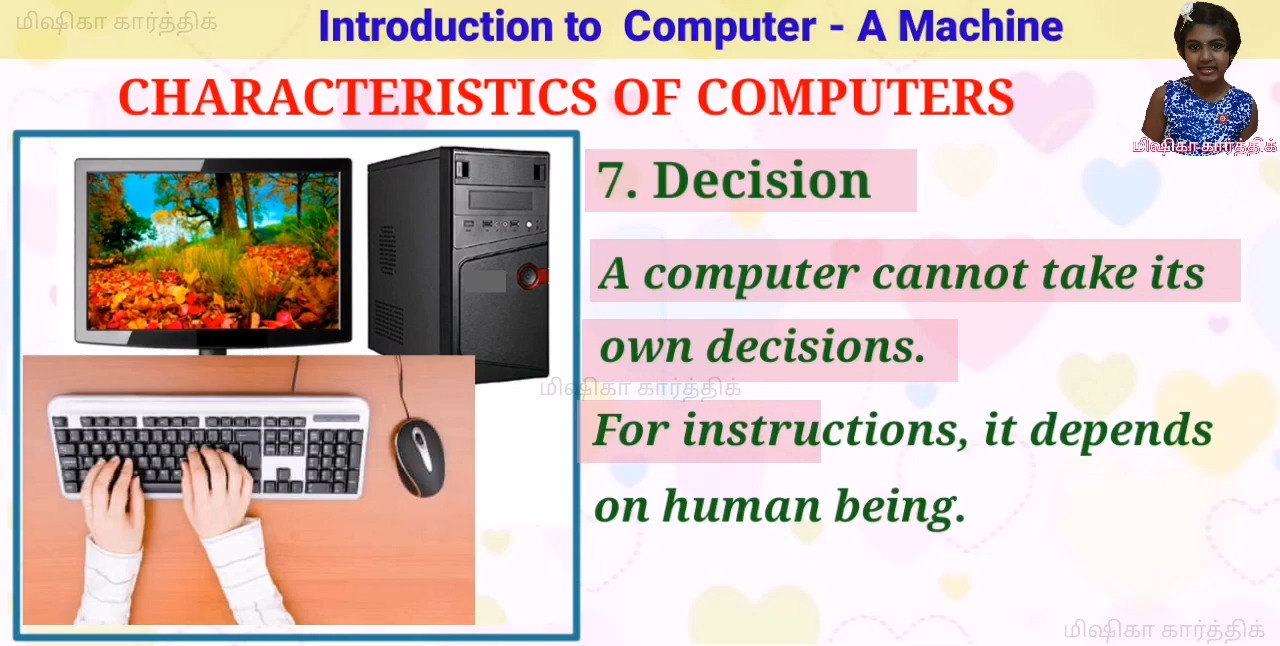 மிஷிகா கார்த்திக்
Introduction to Computer - A Machine
CHARACTERISTICS OF COMPUTERS
மிஷிகா கார்த்திக்
7. Decision
A computer cannot take its
own decisions.
மிஷிகா கார்த்திக்
For instructions, it depends
on human being.
மிஷிகா கார்த்திக்